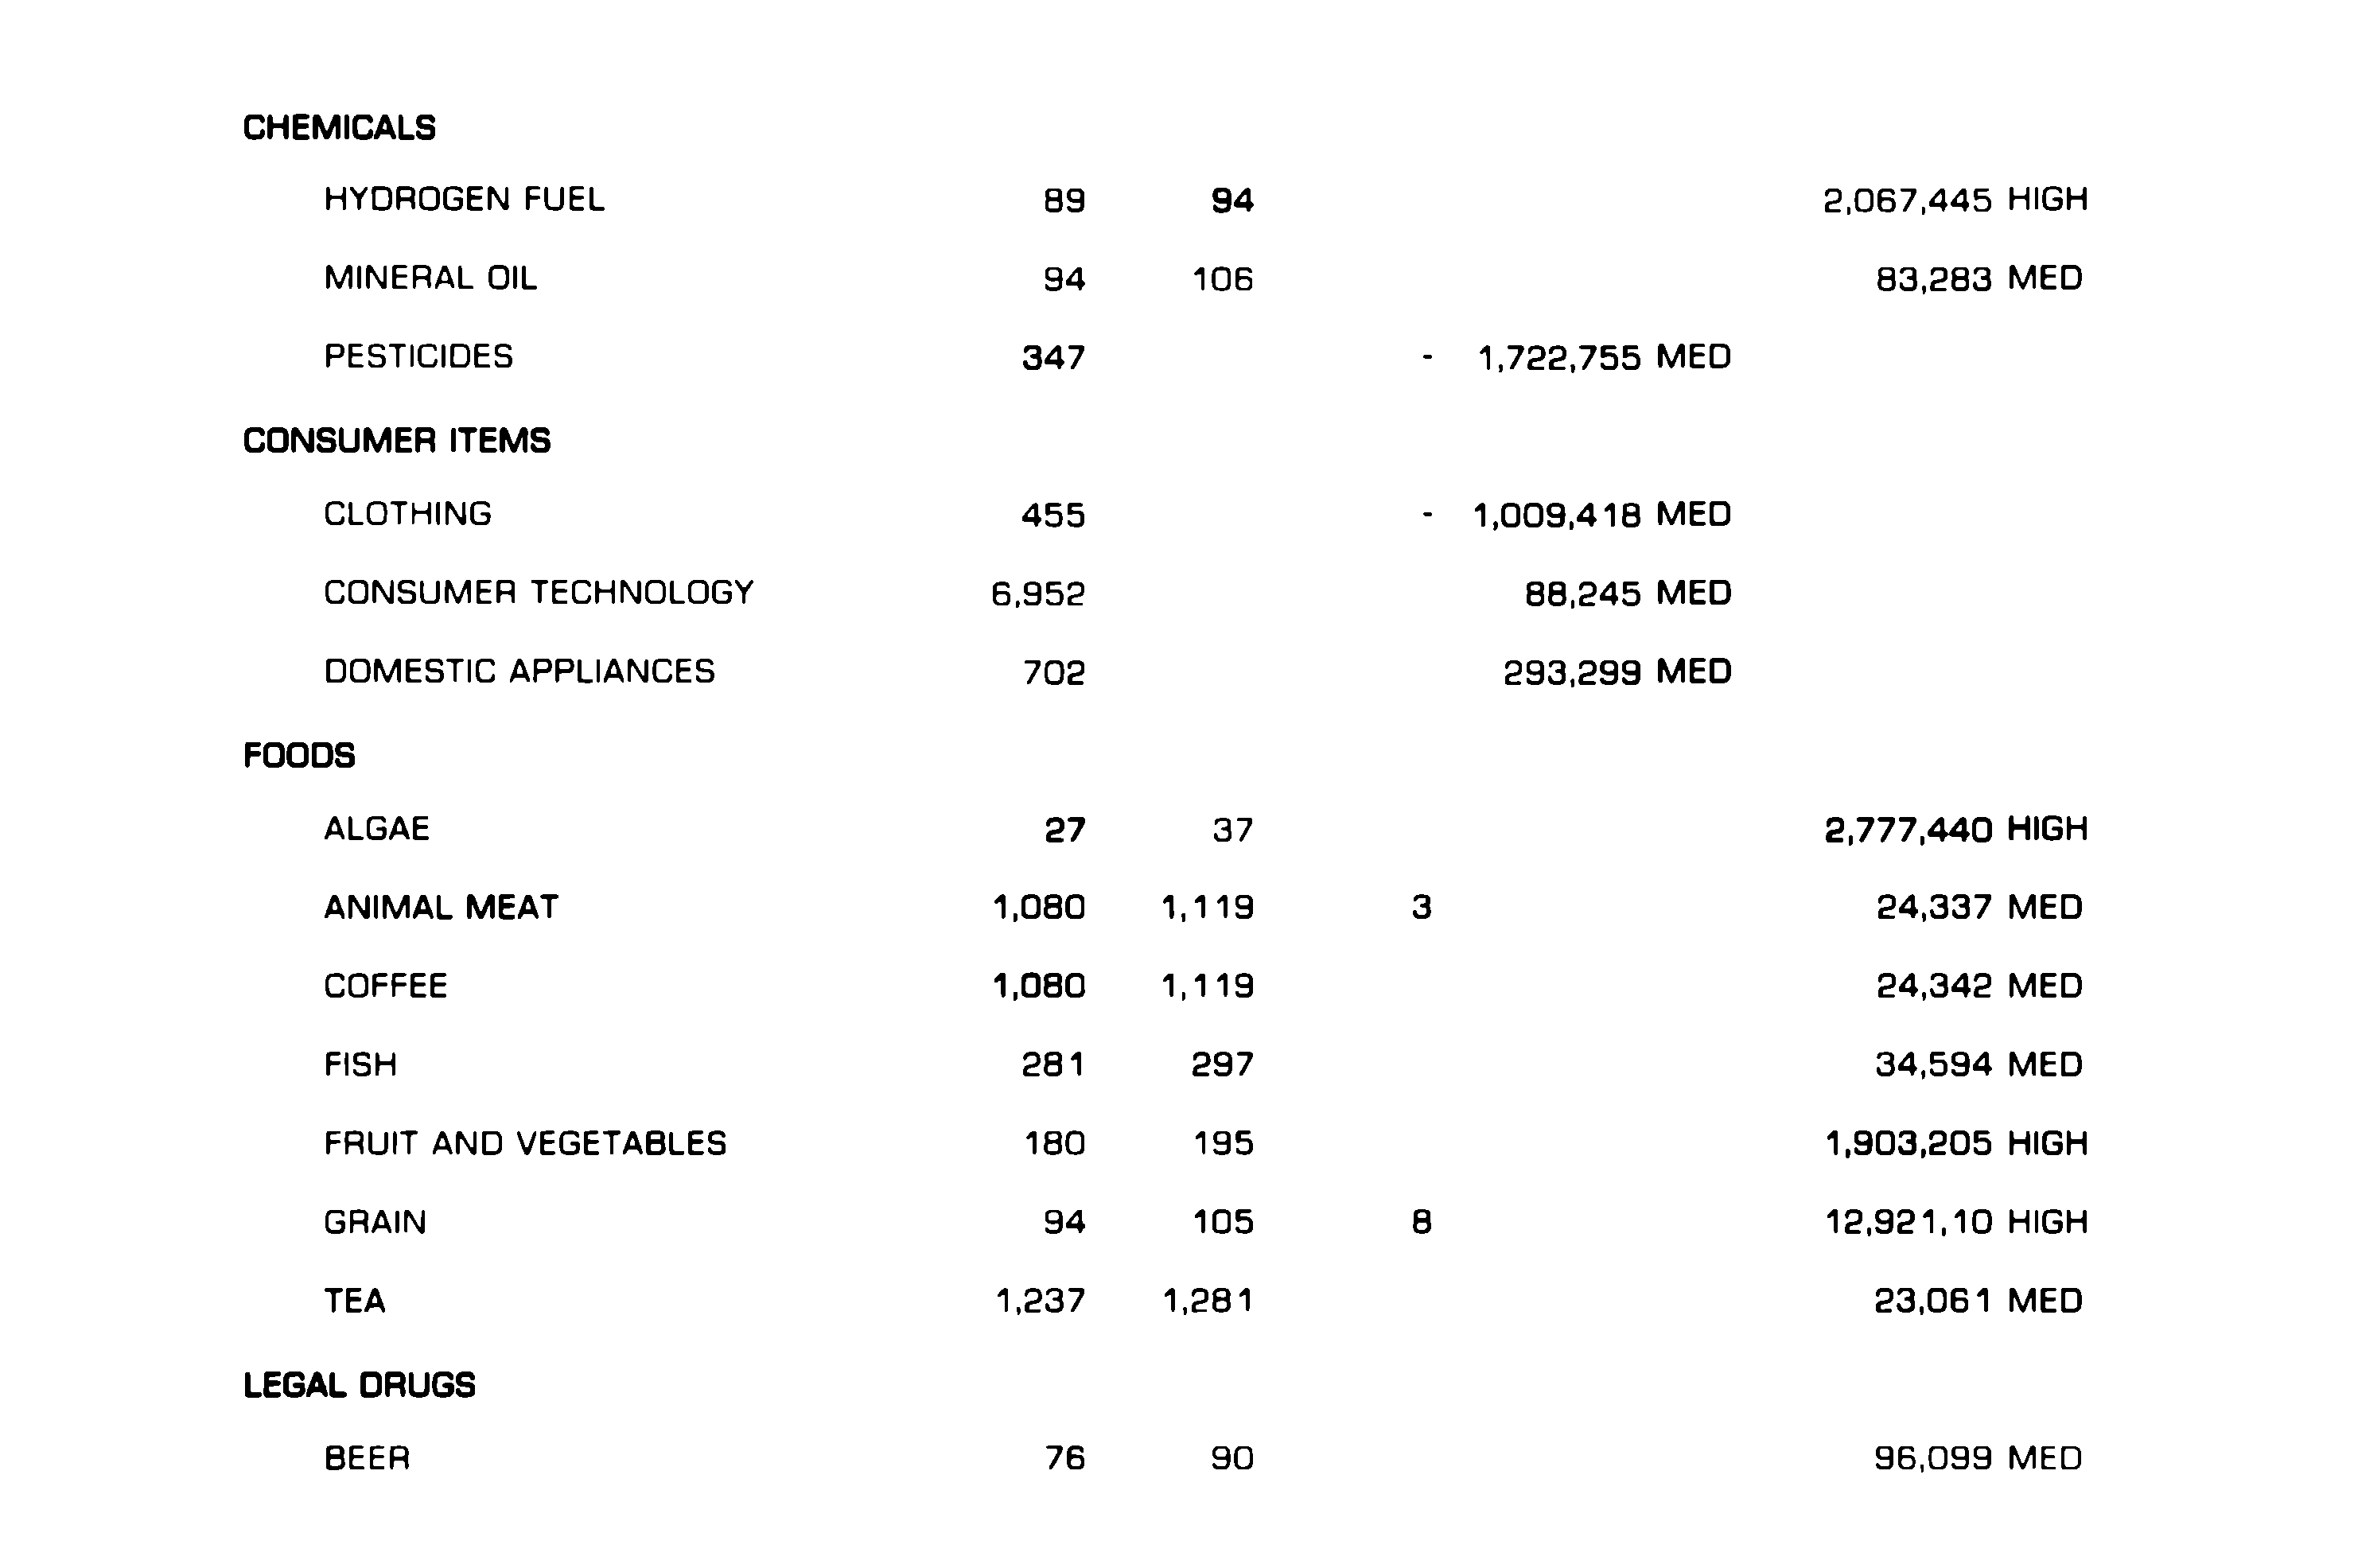 CHEMICALS
HYDROGEN FUEL 89 94 2,067,445 HIGH
MINERAL OIL 94 106 83,283 MED
PESTICIDES 347 - 1,722,755 MED
CONSUMER ITEMS
CLOTHING 455 - 1,009,418 MED
CONSUMER TECHNOLOGY 6,952 88,245 MED
DOMESTIC APPLIANCES 702 293,299 MED
FOODS
ALGAE 27 37 2,777,440 HIGH
ANIMAL MEAT 1,080 1,119 3 24,337 MED
COFFEE 1,080 1,119 24,342 MED
FISH 281 297 34,594 MED
FRUIT AND VEGETABLES 180 195 1,903,205 HIGH
GRAIN 94 105 8 12,921,10 HIGH
TEA 1,237 1,281 23,061 MED
LEGAL DRUGS
BEER 76 90 96,099 MED